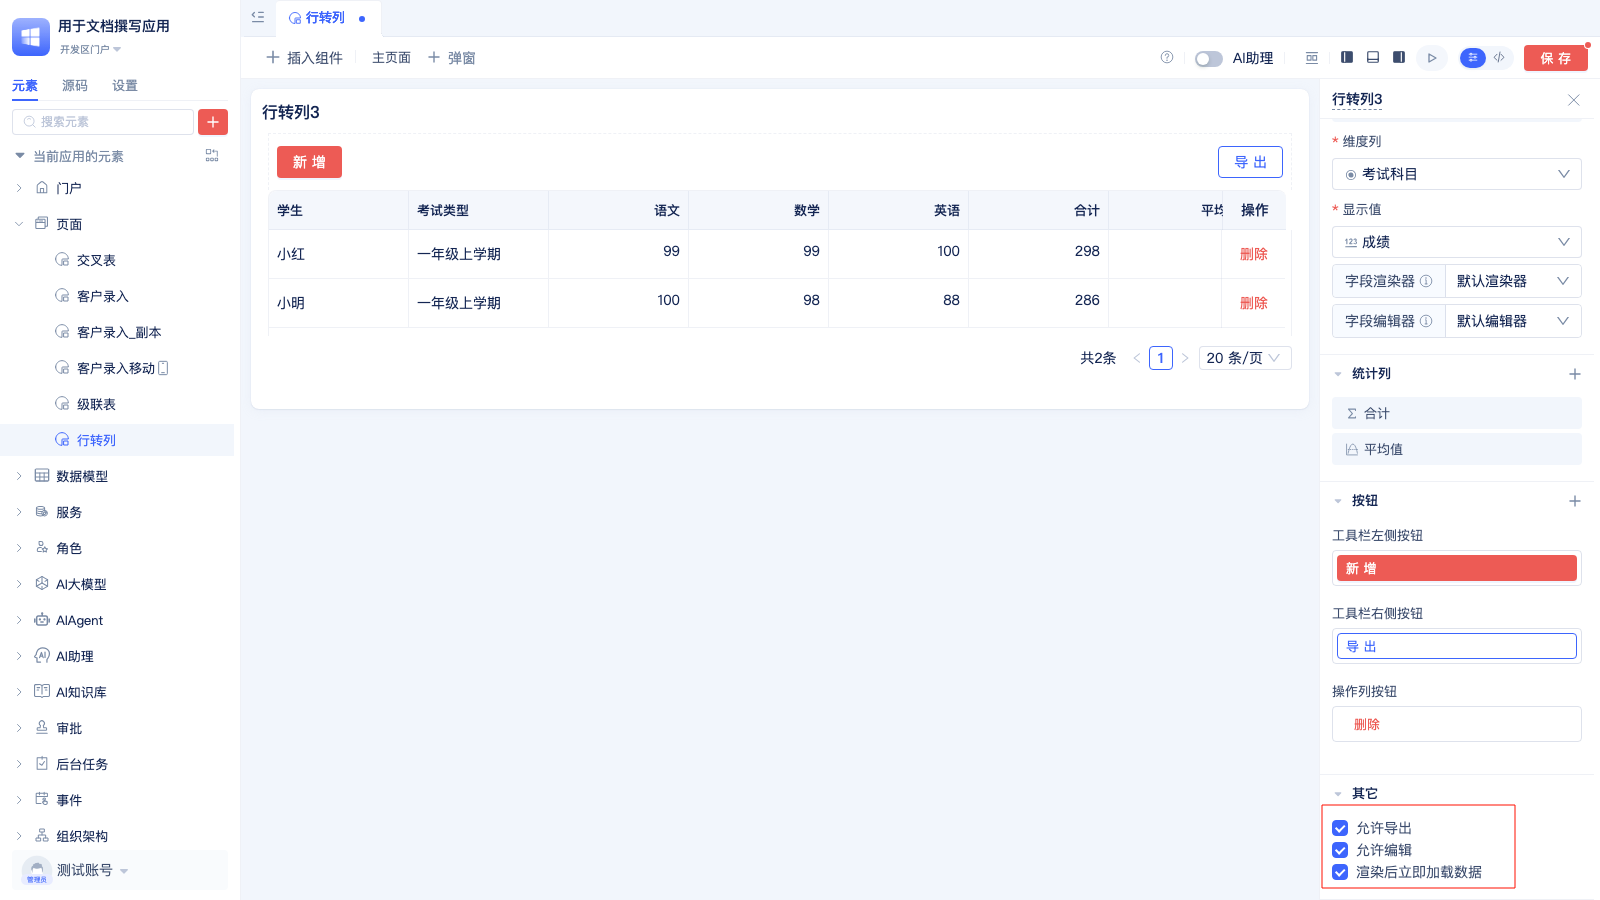 用于文档撰写应用
开发区门户
元素 源码 设置
搜索元素
当前应用的元素
门户
页面
交叉表
客户录入
客户录入_副本
客户录入移动
级联表
行转列
数据模型
服务
角色
AI大模型
AIAgent
AI助理
AI知识库
审批
后台任务
事件
组织架构
管理员
测试账号
行转列
插入组件 主页面 弹窗
AI助理
保 存
行转列3
新 增
导 出
学生 考试类型 语文 数学 英语 合计 平均 操作
小红 一年级上学期 99 99 100 298 删除
小明 一年级上学期 100 98 88 286 删除
共2条 1 20 条/页
行转列3
* 维度列
考试科目
* 显示值
123 成绩
字段渲染器 默认渲染器
字段编辑器 默认编辑器
统计列
合计
平均值
按钮
工具栏左侧按钮
新 增
工具栏右侧按钮
导 出
操作列按钮
删除
其它
允许导出
允许编辑
渲染后立即加载数据